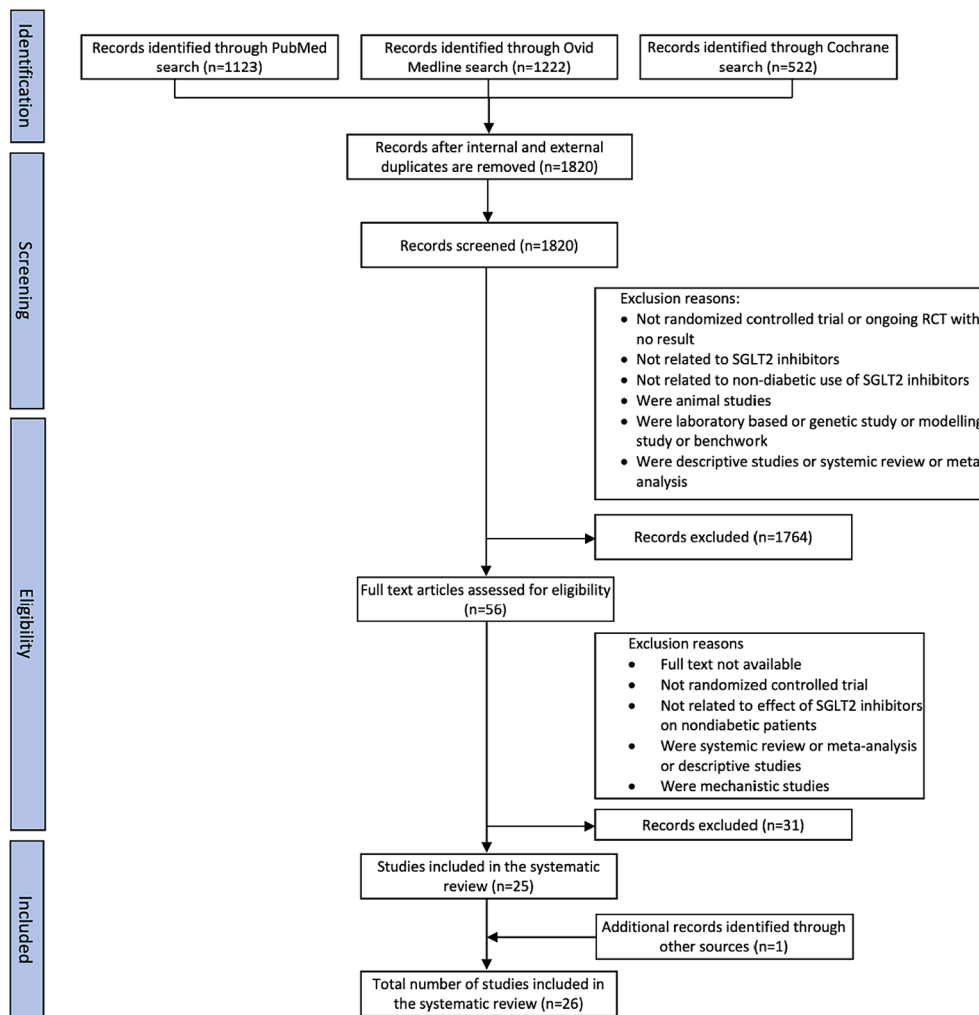 Identification
Records identified through PubMed
search (n=1123)
Records identified through Ovid
Medline search (n=1222)
Records identified through Cochrane
search (n=522)
Records after internal and external
duplicates are removed (n=1820)
Screening
Records screened (n=1820)
Exclusion reasons:
• Not randomized controlled trial or ongoing RCT with
no result
• Not related to SGLT2 inhibitors
• Not related to non-diabetic use of SGLT2 inhibitors
• Were animal studies
• Were laboratory based or genetic study or modelling
study or benchwork
• Were descriptive studies or systemic review or meta
analysis
Eligibility
Records excluded (n=1764)
Full text articles assessed for eligibility
(n=56)
Exclusion reasons
• Full text not available
• Not randomized controlled trial
• Not related to effect of SGLT2 inhibitors
on nondiabetic patients
• Were systemic review or meta-analysis
or descriptive studies
• Were mechanistic studies
Records excluded (n=31)
Included
Studies included in the systematic
review (n=25)
Additional records identified through
other sources (n=1)
Total number of studies included in
the systematic review (n=26)